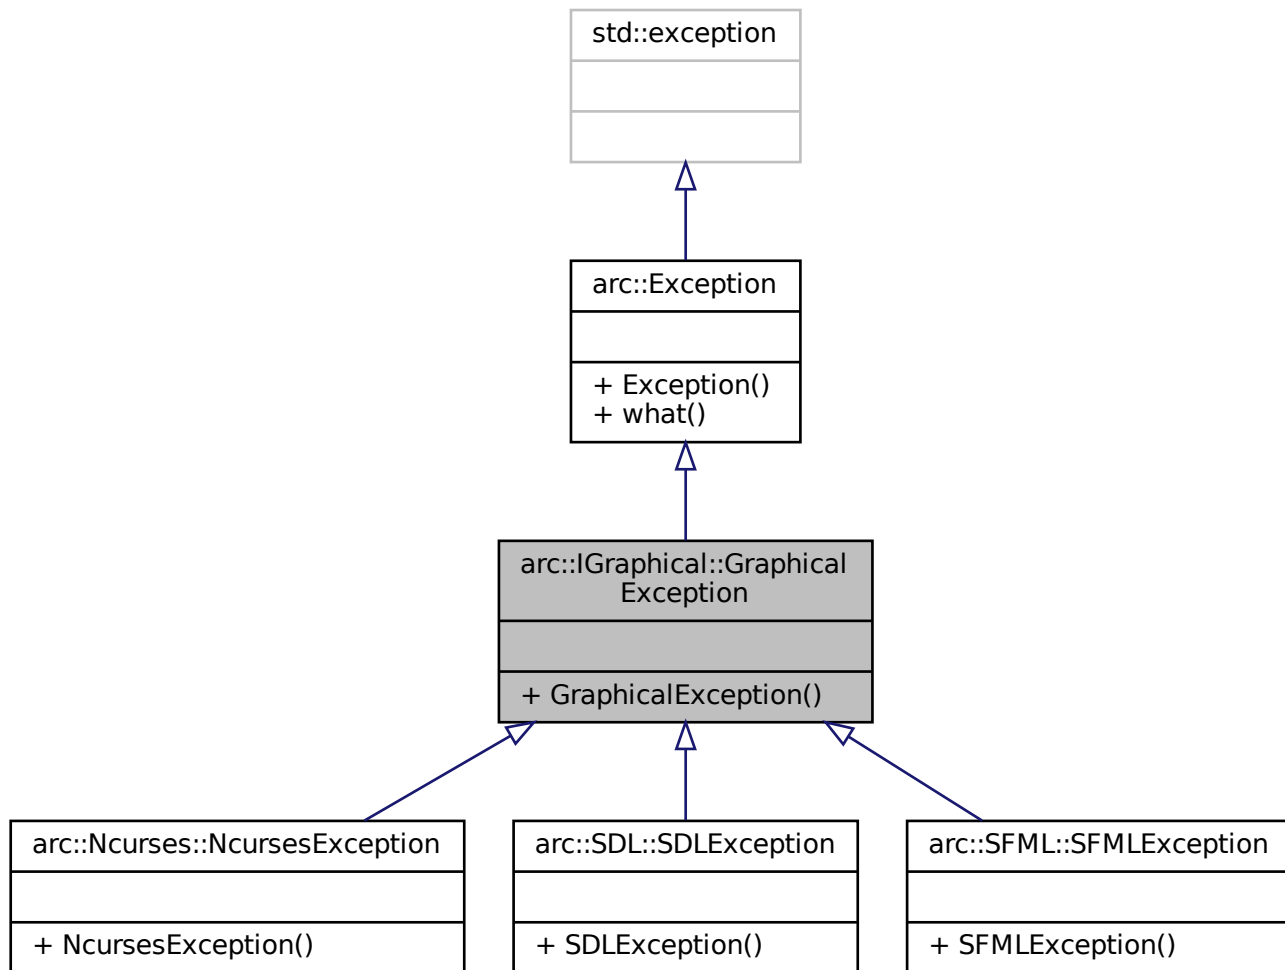 std::exception
arc::Exception
+ Exception()
+ what()
arc::IGraphical::Graphical
Exception
+ GraphicalException()
arc::Ncurses::NcursesException
+ NcursesException()
arc::SDL::SDLException
+ SDLException()
arc::SFML::SFMLException
+ SFMLException()